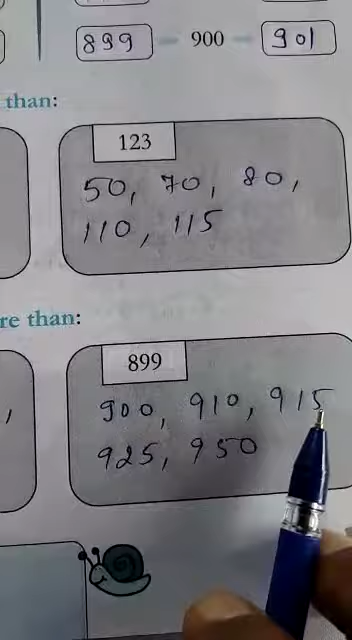 899 – 900 – 901
than:
123
50, 70, 80,
110, 115
re than:
,
899
900, 910, 915
925, 950